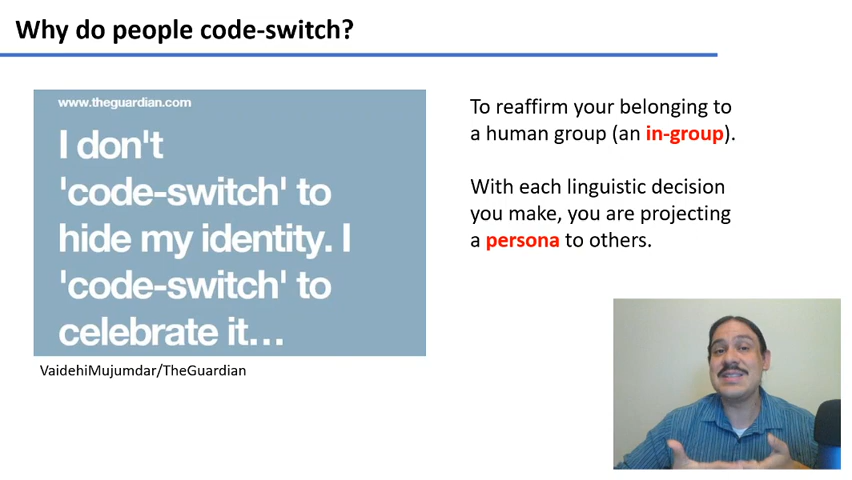 Why do people code-switch?
www.theguardian.com
I don't
'code-switch' to
hide my identity. I
'code-switch' to
celebrate it...
VaidehiMujumdar/TheGuardian
To reaffirm your belonging to
a human group (an in-group).
With each linguistic decision
you make, you are projecting
a persona to others.